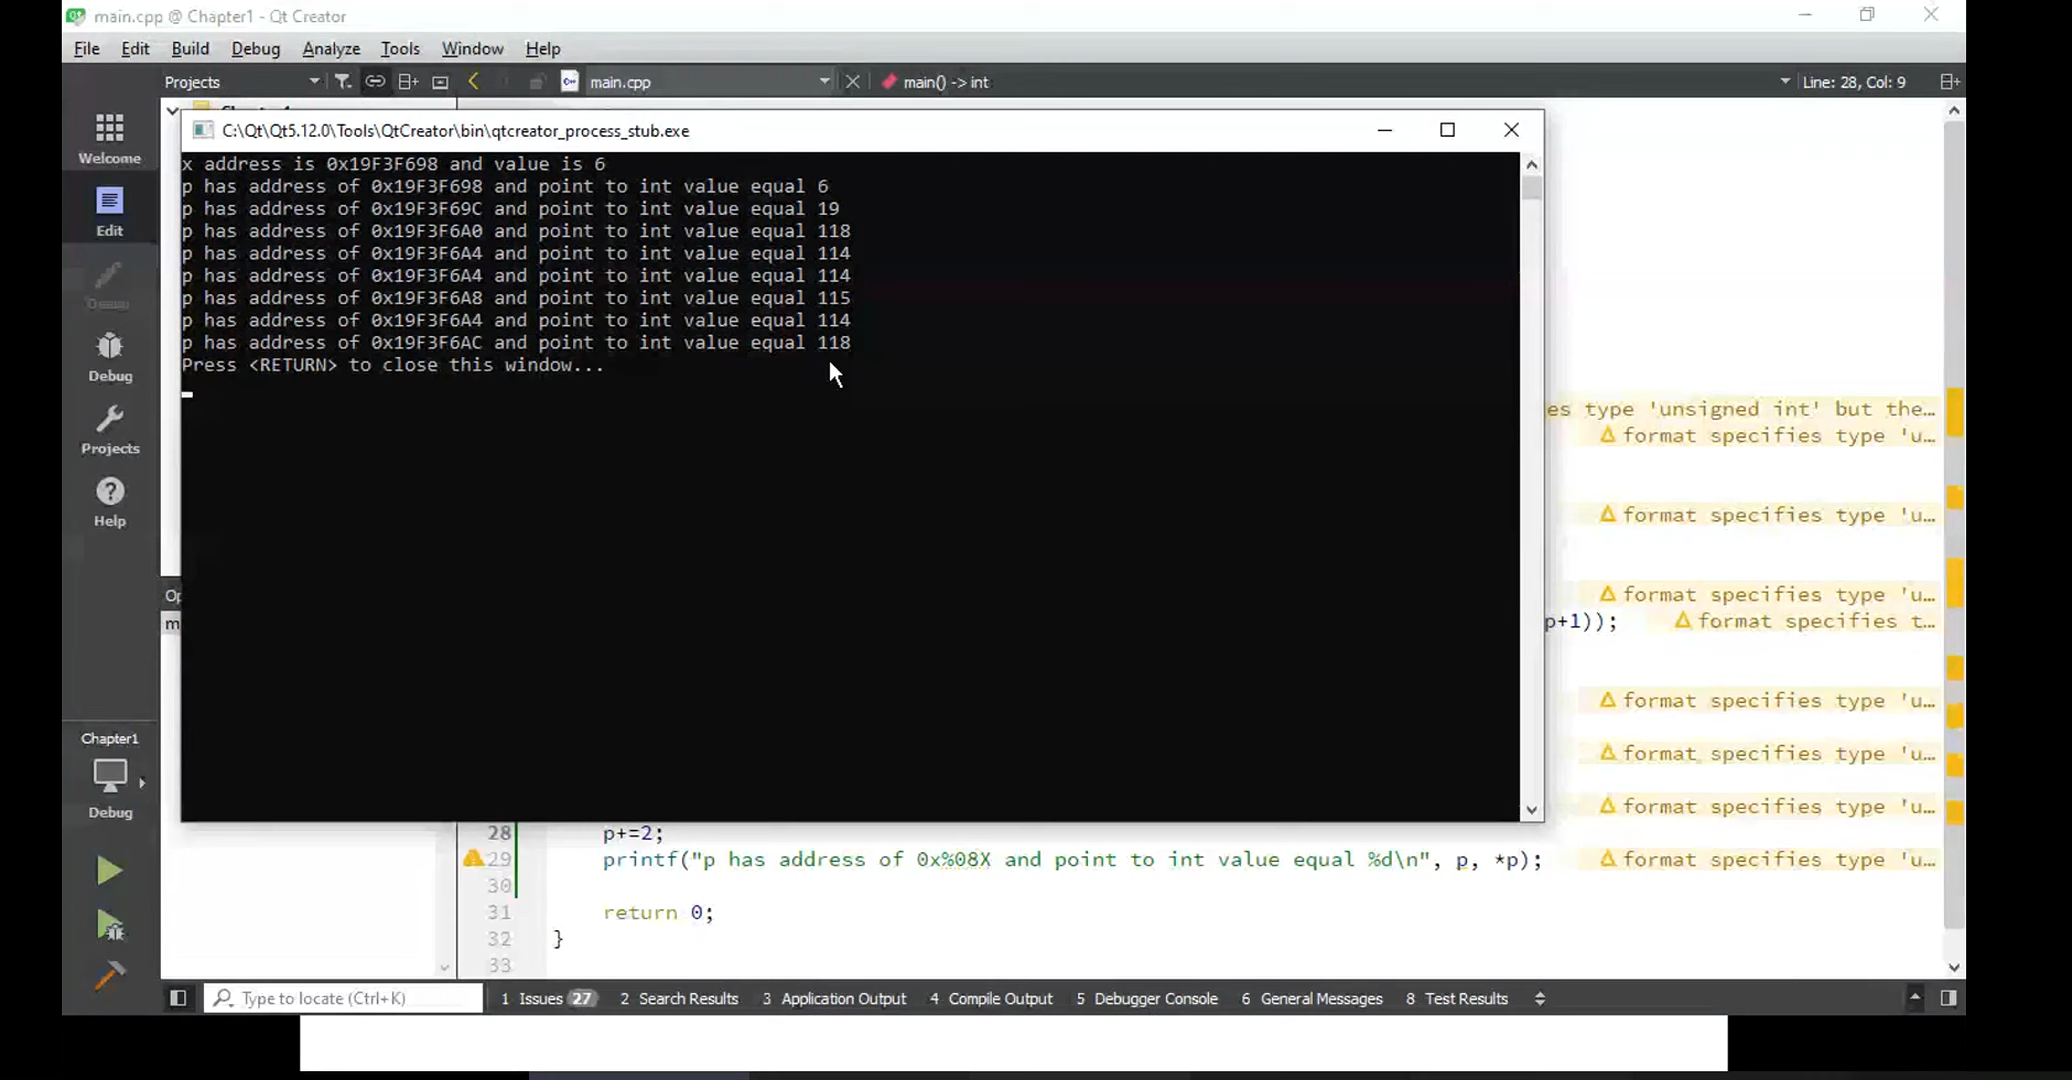 main.cpp @ Chapter1 - Qt Creator
File Edit Build Debug Analyze Tools Window Help
Projects main.cpp main() -> int Line: 28, Col: 9
C:\Qt\Qt5.12.0\Tools\QtCreator\bin\qtcreator_process_stub.exe
x address is 0x19F3F698 and value is 6
p has address of 0x19F3F698 and point to int value equal 6
p has address of 0x19F3F69C and point to int value equal 19
p has address of 0x19F3F6A0 and point to int value equal 118
p has address of 0x19F3F6A4 and point to int value equal 114
p has address of 0x19F3F6A4 and point to int value equal 114
p has address of 0x19F3F6A8 and point to int value equal 115
p has address of 0x19F3F6A4 and point to int value equal 114
p has address of 0x19F3F6AC and point to int value equal 118
Press <RETURN> to close this window...
Welcome
Edit
Debug
Projects
Help
Chapter1
Debug
es type 'unsigned int' but the…
format specifies type 'u…
format specifies type 'u…
format specifies type 'u…
p+1)); format specifies t…
format specifies type 'u…
format specifies type 'u…
format specifies type 'u…
28 p+=2;
29 printf("p has address of 0x%08X and point to int value equal %d\n", p, *p); format specifies type 'u…
30
31 return 0;
32 }
33
Type to locate (Ctrl+K) 1 Issues 27 2 Search Results 3 Application Output 4 Compile Output 5 Debugger Console 6 General Messages 8 Test Results